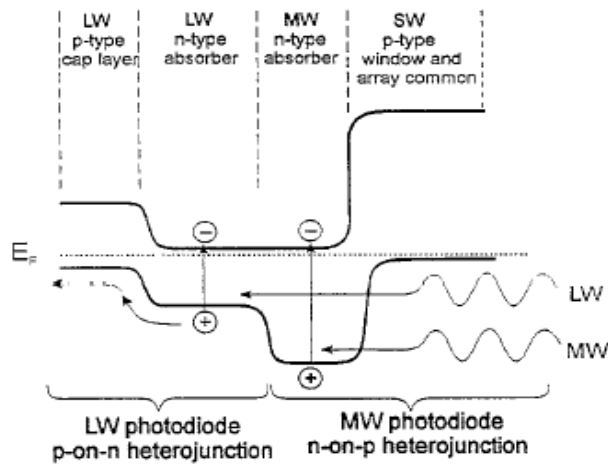 LW
p-type
cap layer
LW
n-type
absorber
MW
n-type
absorber
SW
p-type
window and
array common
−
−
E_F
LW
+
MW
+
LW photodiode
p-on-n heterojunction
MW photodiode
n-on-p heterojunction